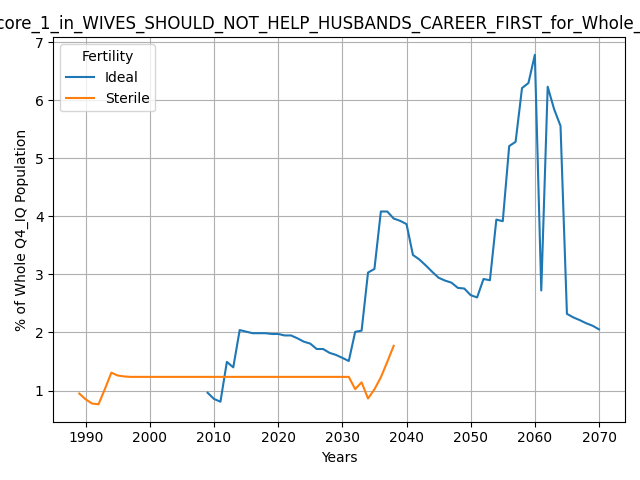 core_1_in_WIVES_SHOULD_NOT_HELP_HUSBANDS_CAREER_FIRST_for_Whole_
Fertility
Ideal
Sterile
% of Whole Q4_IQ Population
7
6
5
4
3
2
1
1990 2000 2010 2020 2030 2040 2050 2060 2070
Years